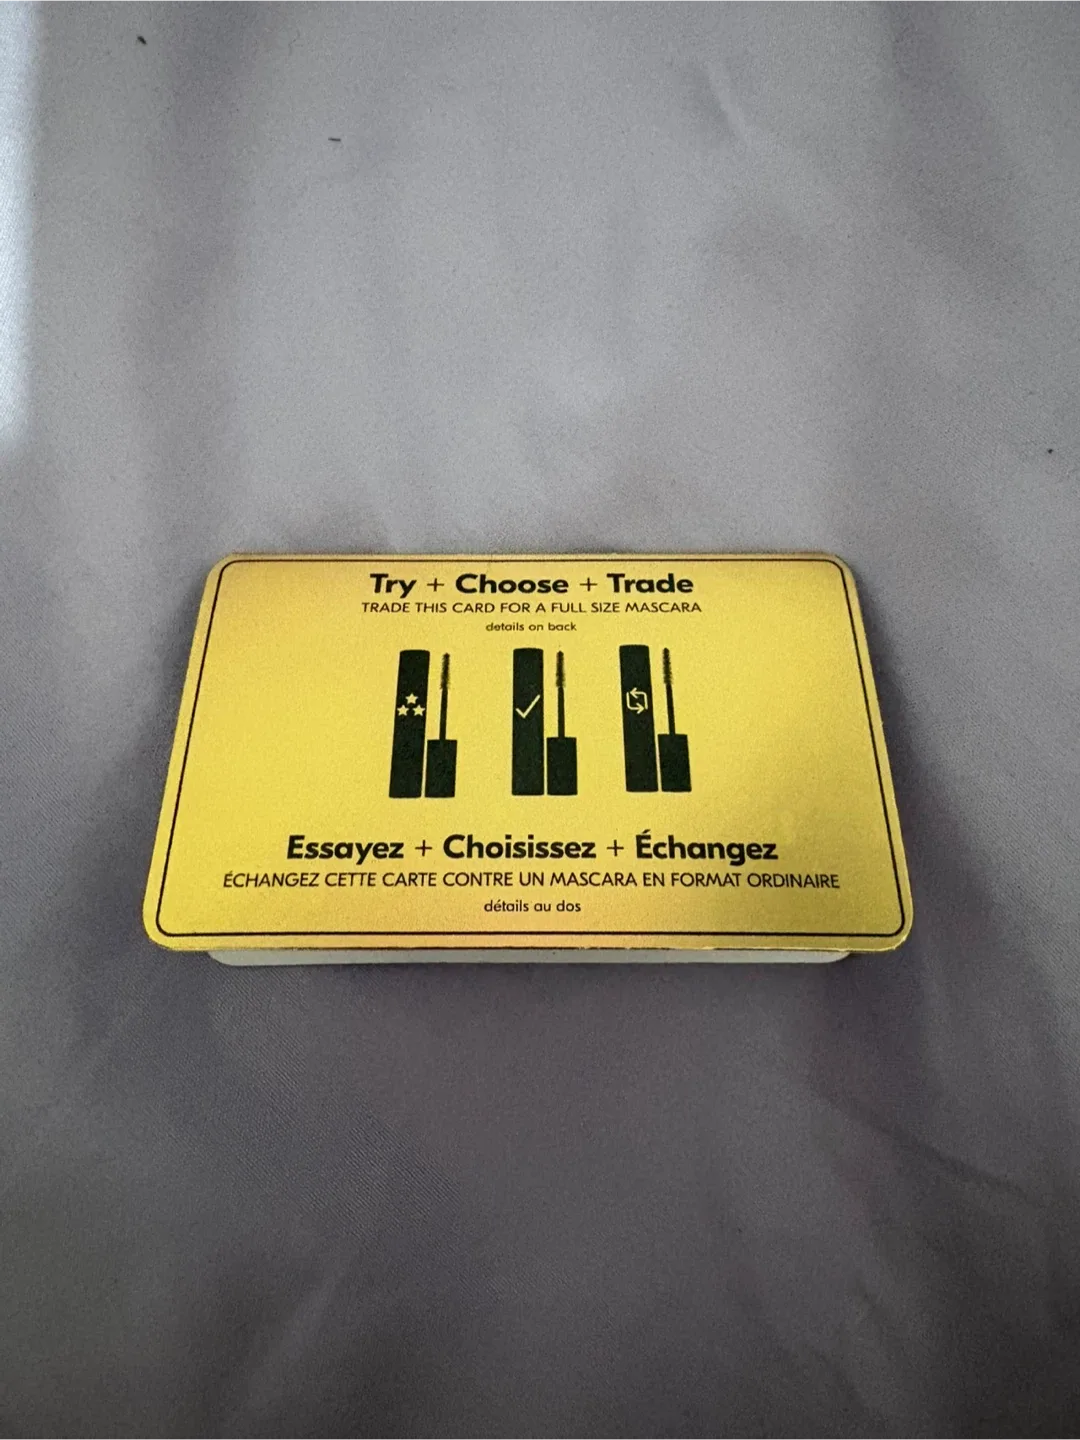 Try + Choose + Trade
TRADE THIS CARD FOR A FULL SIZE MASCARA
details on back
Essayez + Choisissez + Échangez
ÉCHANGEZ CETTE CARTE CONTRE UN MASCARA EN FORMAT ORDINAIRE
détails au dos